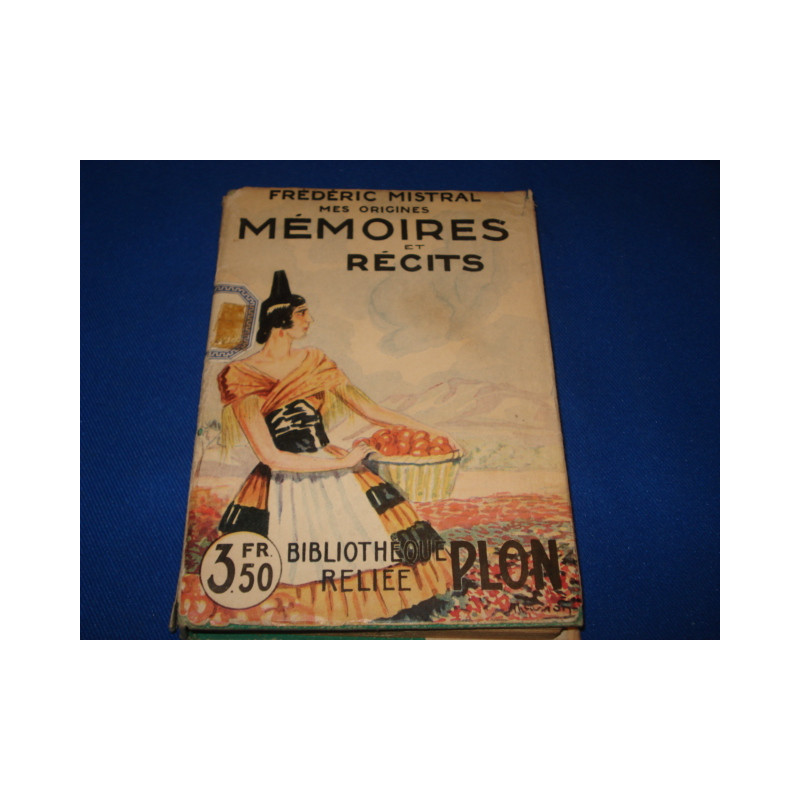 FRÉDÉRIC MISTRAL
MES ORIGINES
MÉMOIRES
ET
RÉCITS
3 FR. 50
BIBLIOTHÈQUE
RELIÉE
PLON